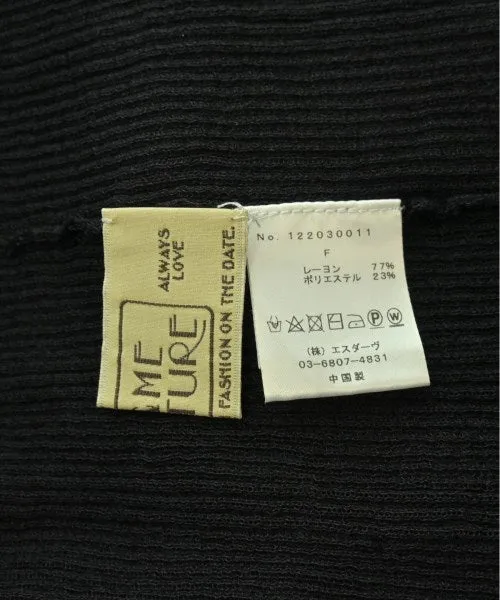 ALWAYS
LOVE
ME
TURE
FASHION ON THE DATE.
No. 122030011
F
レーヨン 77%
ポリエステル 23%
(株) エスダーヴ
03-6807-4831
中国製